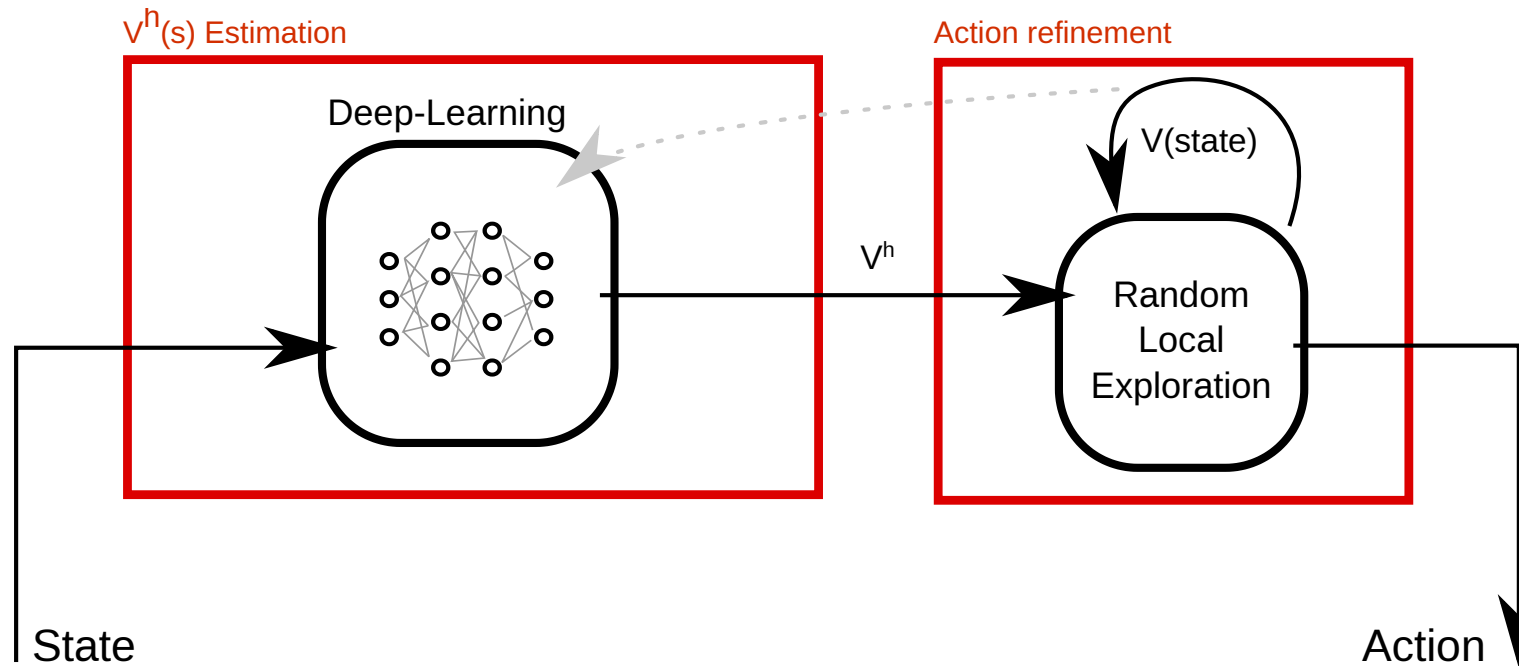 V^h(s) Estimation
Action refinement
Deep-Learning
V(state)
V^h
Random
Local
Exploration
State
Action